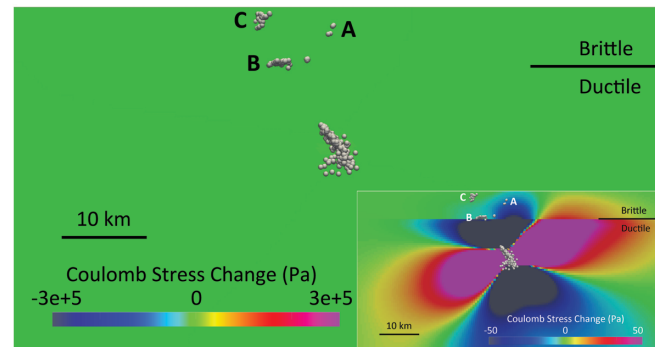 C
A
B
Brittle
Ductile
10 km
Coulomb Stress Change (Pa)
-3e+5 0 3e+5
C
A
B
Brittle
Ductile
10 km
Coulomb Stress Change (Pa)
-50 0 50